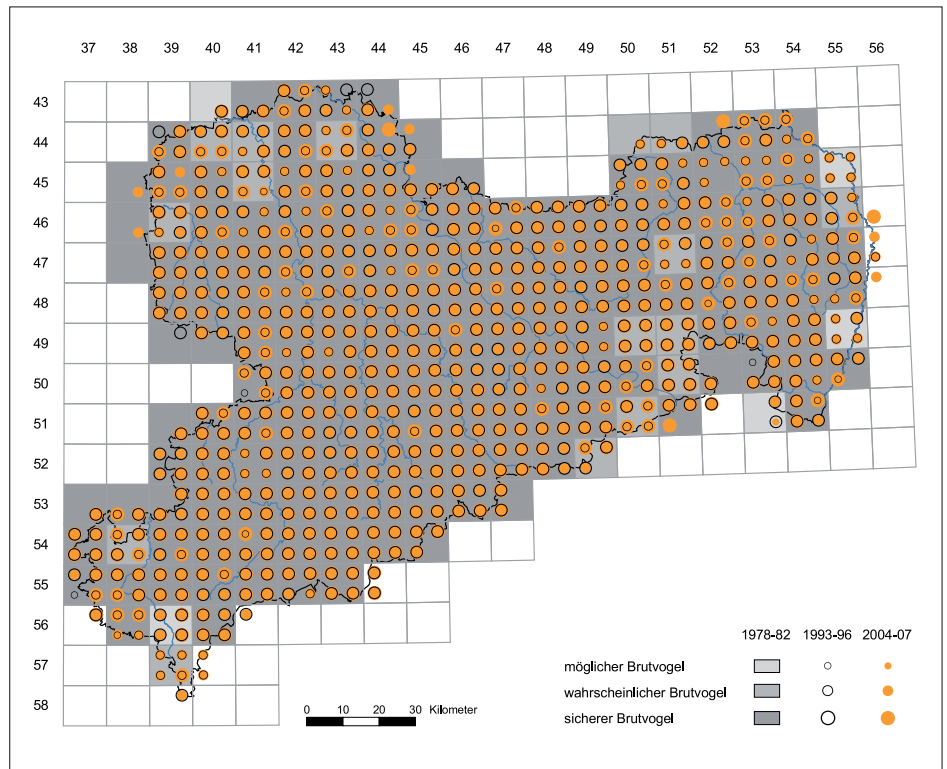 37 38 39 40 41 42 43 44 45 46 47 48 49 50 51 52 53 54 55 56
43
44
45
46
47
48
49
50
51
52
53
54
55
56
57
58
1978-82 1993-96 2004-07
möglicher Brutvogel
wahrscheinlicher Brutvogel
sicherer Brutvogel
0 10 20 30 Kilometer